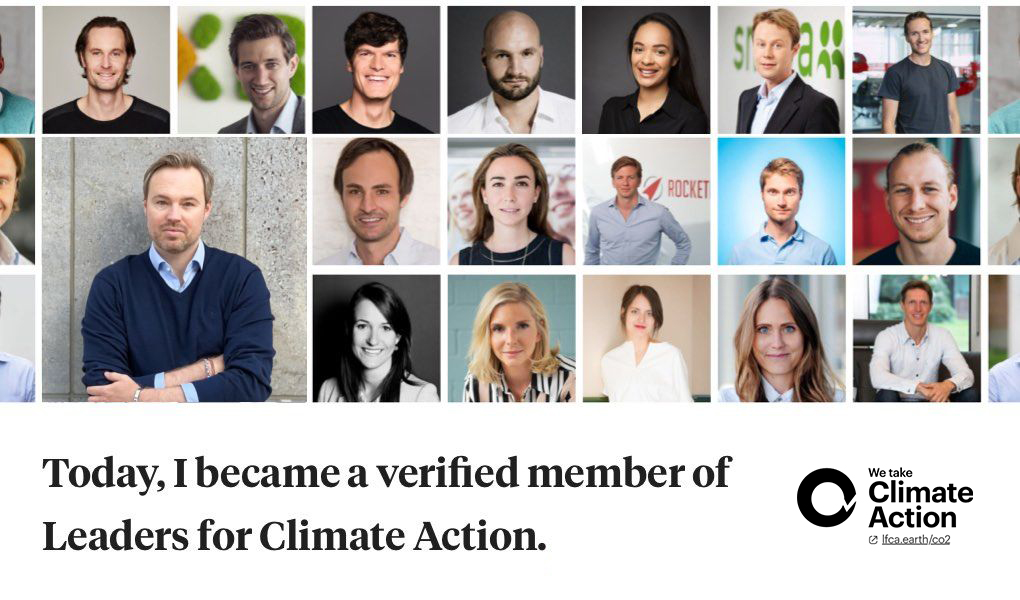 ROCKET
Today, I became a verified member of
Leaders for Climate Action.
We take
Climate
Action
lfca.earth/co2